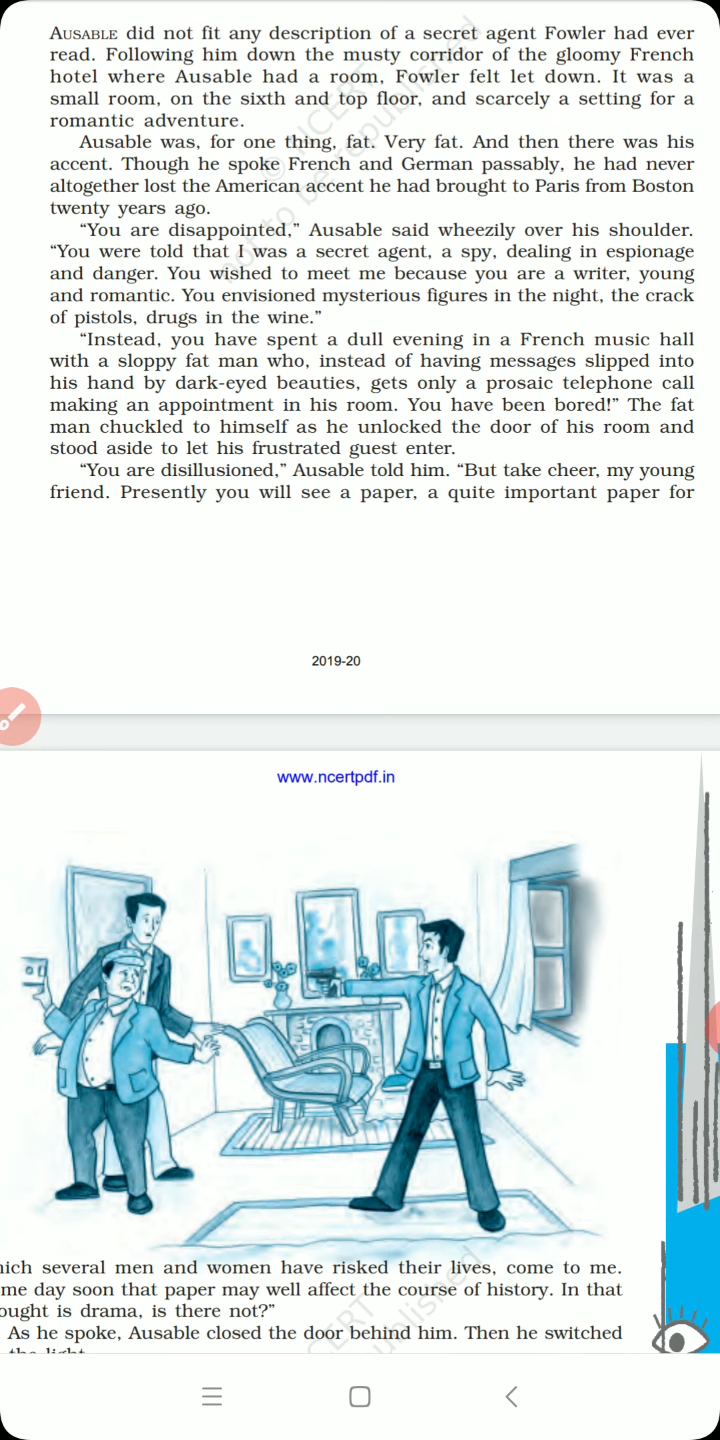 AUSABLE did not fit any description of a secret agent Fowler had ever
read. Following him down the musty corridor of the gloomy French
hotel where Ausable had a room, Fowler felt let down. It was a
small room, on the sixth and top floor, and scarcely a setting for a
romantic adventure.
Ausable was, for one thing, fat. Very fat. And then there was his
accent. Though he spoke French and German passably, he had never
altogether lost the American accent he had brought to Paris from Boston
twenty years ago.
“You are disappointed,” Ausable said wheezily over his shoulder.
“You were told that I was a secret agent, a spy, dealing in espionage
and danger. You wished to meet me because you are a writer, young
and romantic. You envisioned mysterious figures in the night, the crack
of pistols, drugs in the wine.”
“Instead, you have spent a dull evening in a French music hall
with a sloppy fat man who, instead of having messages slipped into
his hand by dark-eyed beauties, gets only a prosaic telephone call
making an appointment in his room. You have been bored!” The fat
man chuckled to himself as he unlocked the door of his room and
stood aside to let his frustrated guest enter.
“You are disillusioned,” Ausable told him. “But take cheer, my young
friend. Presently you will see a paper, a quite important paper for
© NCERT
not to be republished
2019-20
www.ncertpdf.in
hich several men and women have risked their lives, come to me.
me day soon that paper may well affect the course of history. In that
ought is drama, is there not?”
As he spoke, Ausable closed the door behind him. Then he switched